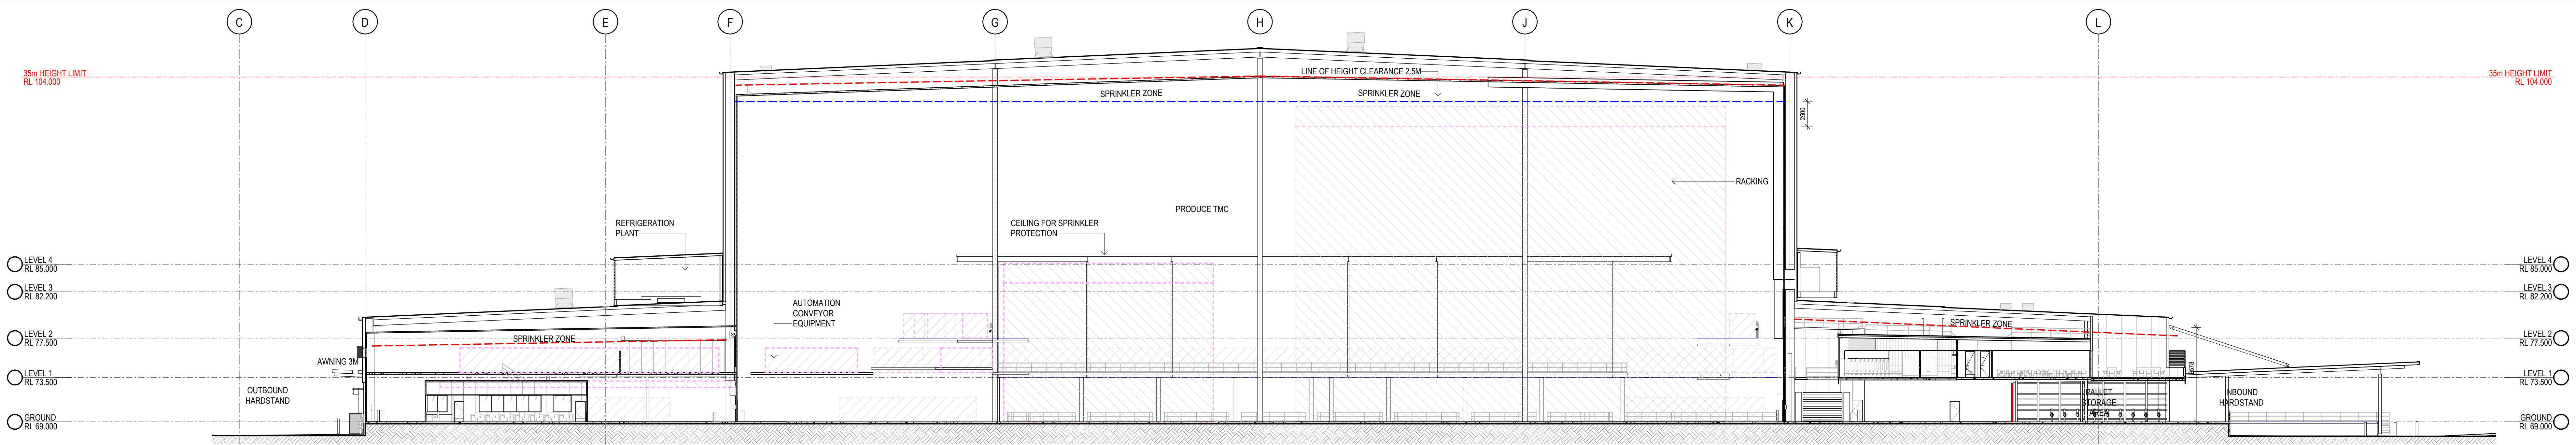 C
D
E
F
G
H
J
K
L
35m HEIGHT LIMIT
RL 104.000
35m HEIGHT LIMIT
RL 104.000
LINE OF HEIGHT CLEARANCE 2.5M
SPRINKLER ZONE
SPRINKLER ZONE
2500
RACKING
PRODUCE TMC
REFRIGERATION
PLANT
CEILING FOR SPRINKLER
PROTECTION
LEVEL 4
RL 85.000
LEVEL 4
RL 85.000
LEVEL 3
RL 82.200
LEVEL 3
RL 82.200
AUTOMATION
CONVEYOR
EQUIPMENT
SPRINKLER ZONE
SPRINKLER ZONE
LEVEL 2
RL 77.500
LEVEL 2
RL 77.500
AWNING 3M
LEVEL 1
RL 73.500
LEVEL 1
RL 73.500
OUTBOUND
HARDSTAND
PALLET
STORAGE
AREA
INBOUND
HARDSTAND
GROUND
RL 69.000
GROUND
RL 69.000